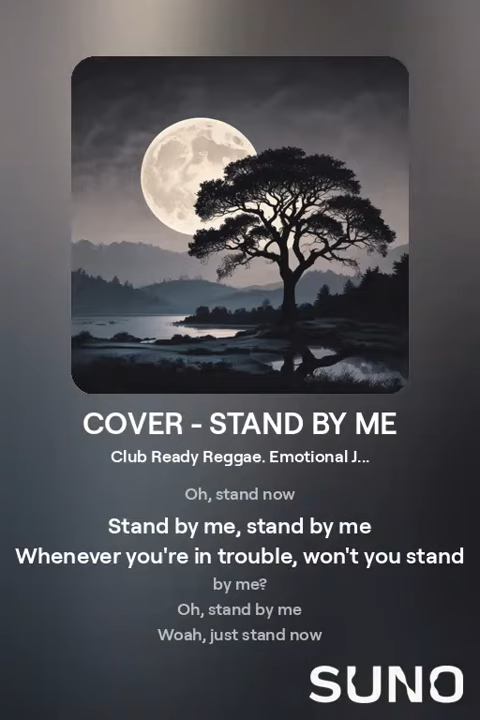 COVER - STAND BY ME
Club Ready Reggae. Emotional J...
Oh, stand now
Stand by me, stand by me
Whenever you're in trouble, won't you stand
by me?
Oh, stand by me
Woah, just stand now
SUNO